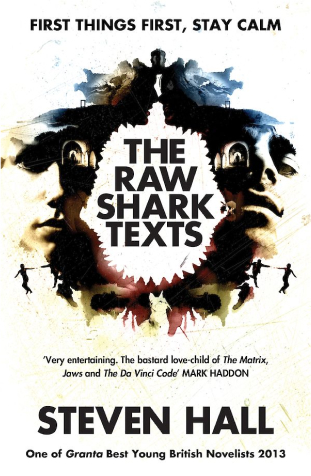 FIRST THINGS FIRST, STAY CALM
THE
RAW
SHARK
TEXTS
'Very entertaining. The bastard love-child of The Matrix,
Jaws and The Da Vinci Code' MARK HADDON
STEVEN HALL
One of Granta Best Young British Novelists 2013